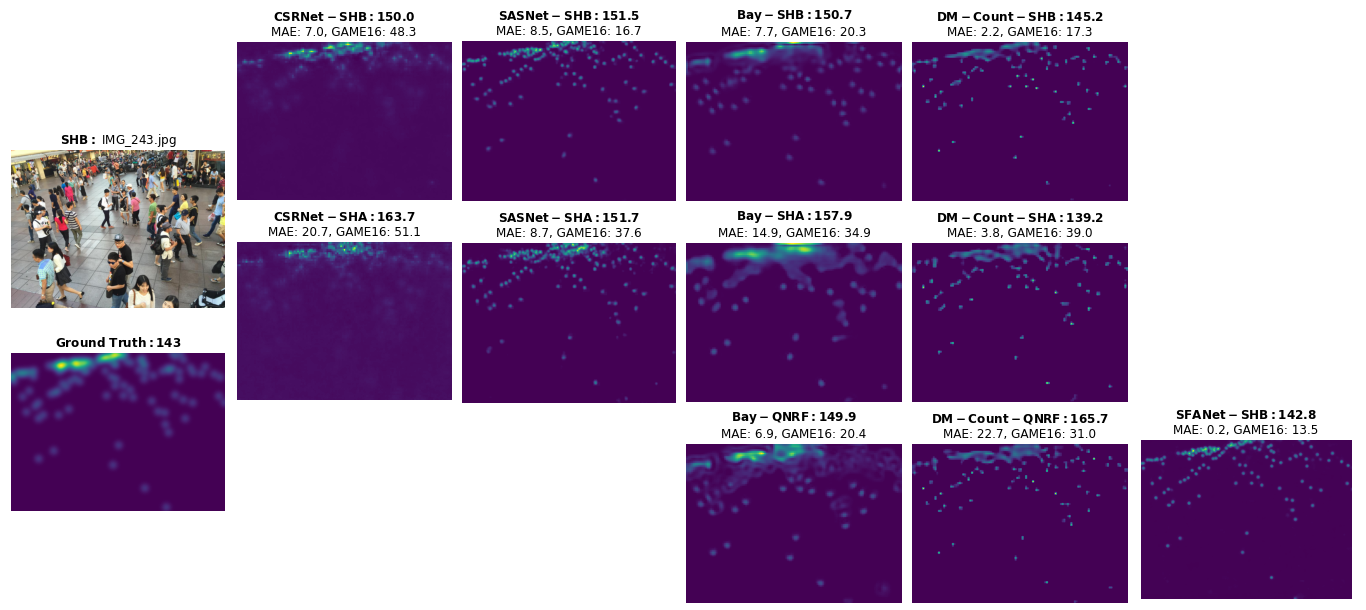 CSRNet−SHB: 150.0
MAE: 7.0, GAME16: 48.3
SASNet−SHB: 151.5
MAE: 8.5, GAME16: 16.7
Bay−SHB: 150.7
MAE: 7.7, GAME16: 20.3
DM−Count−SHB: 145.2
MAE: 2.2, GAME16: 17.3
SHB: IMG_243.jpg
CSRNet−SHA: 163.7
MAE: 20.7, GAME16: 51.1
SASNet−SHA: 151.7
MAE: 8.7, GAME16: 37.6
Bay−SHA: 157.9
MAE: 14.9, GAME16: 34.9
DM−Count−SHA: 139.2
MAE: 3.8, GAME16: 39.0
Ground Truth: 143
Bay−QNRF: 149.9
MAE: 6.9, GAME16: 20.4
DM−Count−QNRF: 165.7
MAE: 22.7, GAME16: 31.0
SFANet−SHB: 142.8
MAE: 0.2, GAME16: 13.5